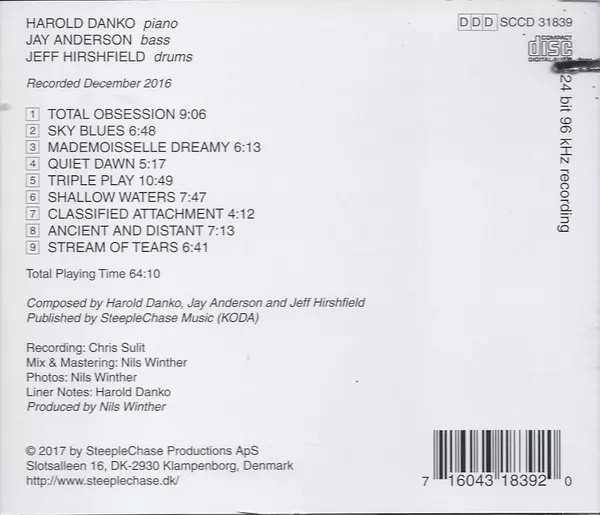 HAROLD DANKO piano
JAY ANDERSON bass
JEFF HIRSHFIELD drums
Recorded December 2016
1 TOTAL OBSESSION 9:06
2 SKY BLUES 6:48
3 MADEMOISSELLE DREAMY 6:13
4 QUIET DAWN 5:17
5 TRIPLE PLAY 10:49
6 SHALLOW WATERS 7:47
7 CLASSIFIED ATTACHMENT 4:12
8 ANCIENT AND DISTANT 7:13
9 STREAM OF TEARS 6:41
Total Playing Time 64:10
Composed by Harold Danko, Jay Anderson and Jeff Hirshfield
Published by SteepleChase Music (KODA)
Recording: Chris Sulit
Mix & Mastering: Nils Winther
Photos: Nils Winther
Liner Notes: Harold Danko
Produced by Nils Winther
© 2017 by SteepleChase Productions ApS
Slotsalleen 16, DK-2930 Klampenborg, Denmark
http://www.steeplechase.dk/
DDD SCCD 31839
COMPACT
disc
DIGITAL AUDIO
24 bit 96 kHz recording
7 16043 18392 0